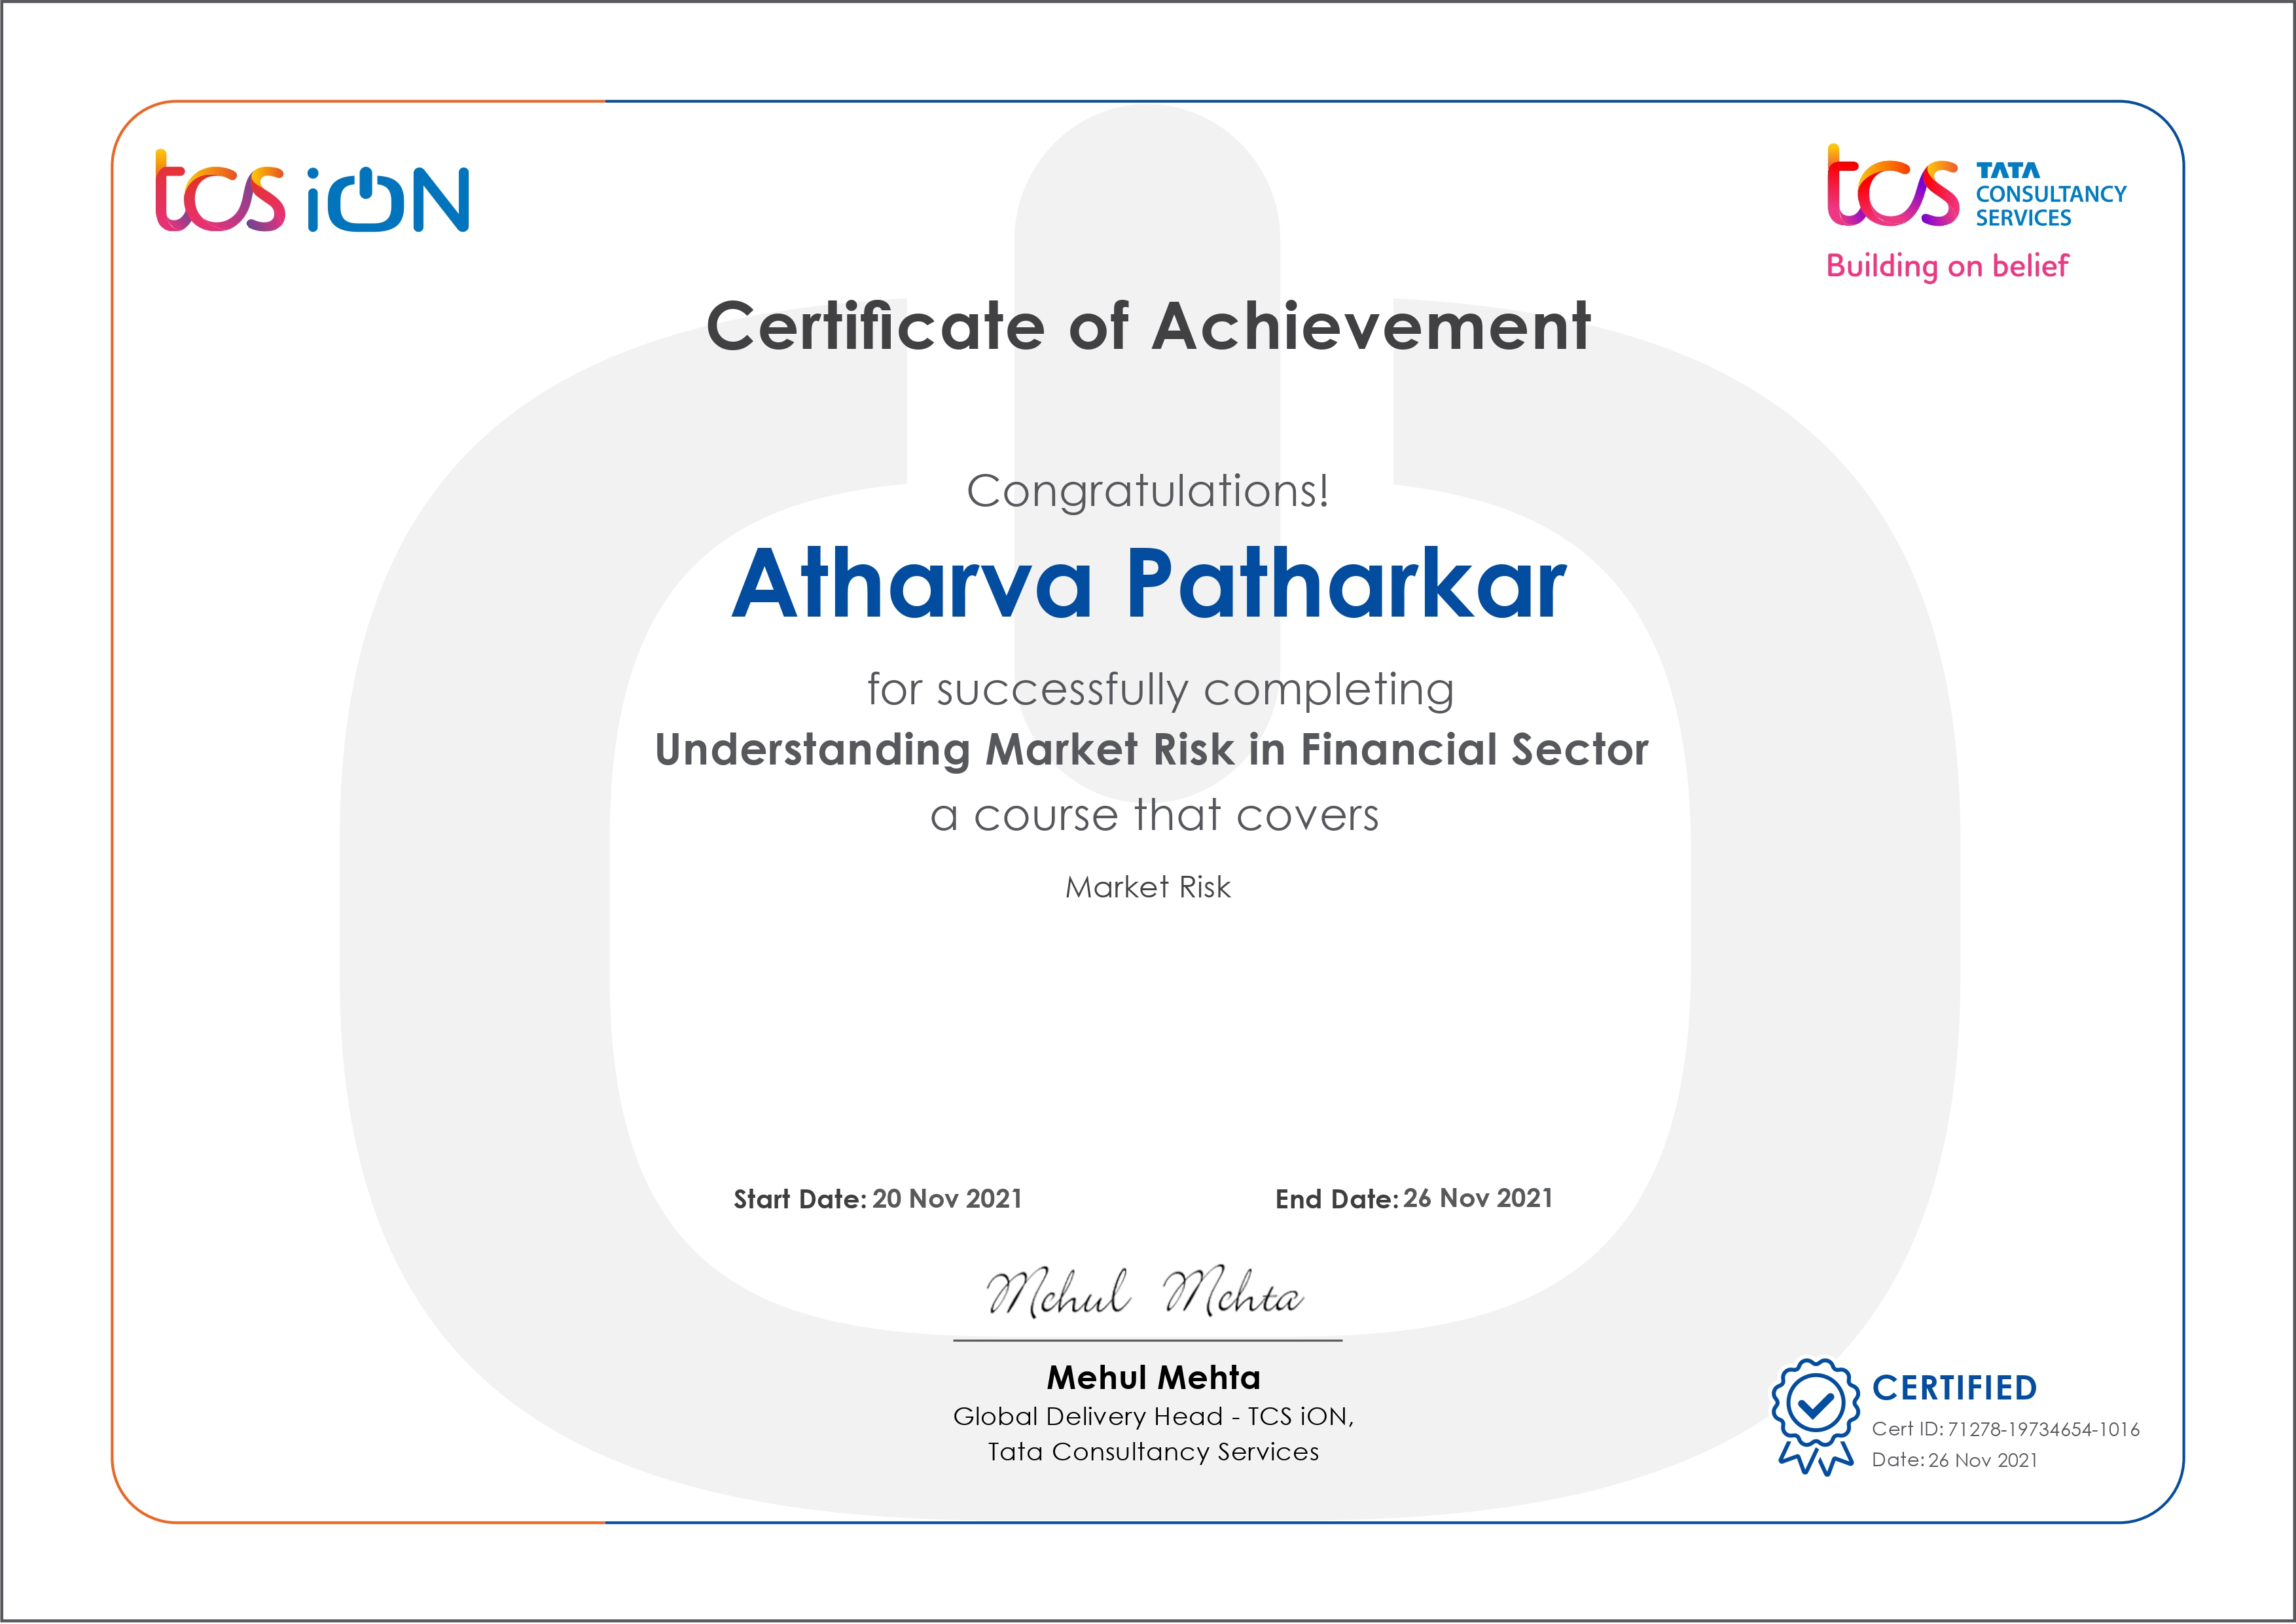 tcs iON
tcs TATA
CONSULTANCY
SERVICES
Building on belief
Certificate of Achievement
Congratulations!
Atharva Patharkar
for successfully completing
Understanding Market Risk in Financial Sector
a course that covers
Market Risk
Start Date: 20 Nov 2021 End Date: 26 Nov 2021
Mehul Mehta
Mehul Mehta
Global Delivery Head - TCS iON,
Tata Consultancy Services
CERTIFIED
Cert ID: 71278-19734654-1016
Date: 26 Nov 2021